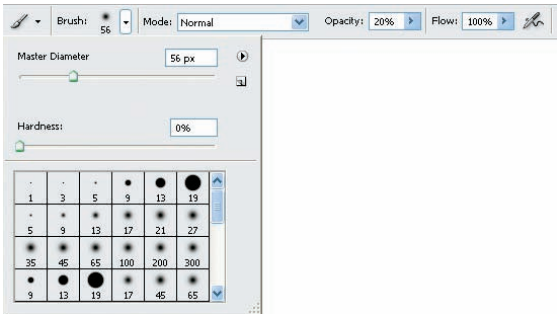 Brush: 56 Mode: Normal Opacity: 20% Flow: 100%
Master Diameter 56 px
Hardness: 0%
1 3 5 9 13 19
5 9 13 17 21 27
35 45 65 100 200 300
9 13 19 17 45 65